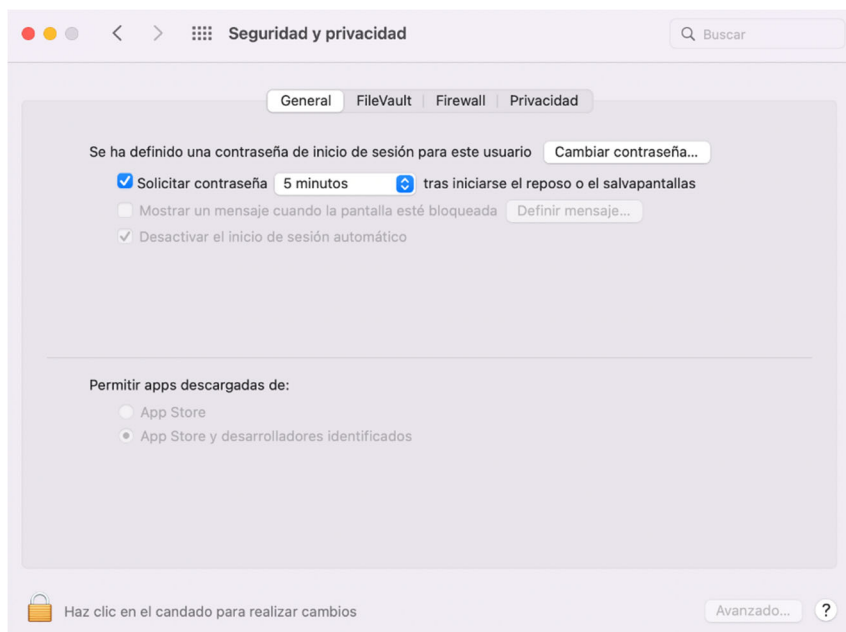 Seguridad y privacidad
Buscar
General FileVault Firewall Privacidad
Se ha definido una contraseña de inicio de sesión para este usuario Cambiar contraseña...
Solicitar contraseña 5 minutos tras iniciarse el reposo o el salvapantallas
Mostrar un mensaje cuando la pantalla esté bloqueada Definir mensaje...
Desactivar el inicio de sesión automático
Permitir apps descargadas de:
App Store
App Store y desarrolladores identificados
Haz clic en el candado para realizar cambios
Avanzado... ?